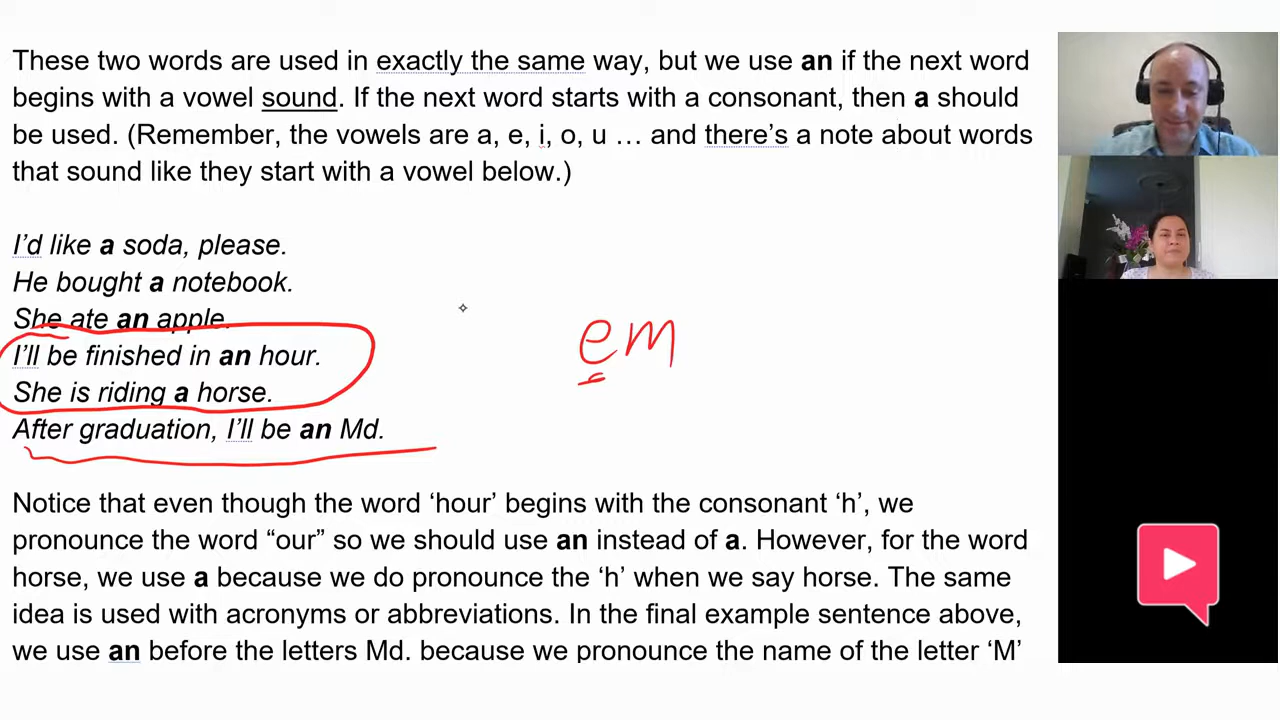 These two words are used in exactly the same way, but we use an if the next word
begins with a vowel sound. If the next word starts with a consonant, then a should
be used. (Remember, the vowels are a, e, i, o, u … and there’s a note about words
that sound like they start with a vowel below.)
I’d like a soda, please.
He bought a notebook.
She ate an apple.
em
I’ll be finished in an hour.
She is riding a horse.
After graduation, I’ll be an Md.
Notice that even though the word ‘hour’ begins with the consonant ‘h’, we
pronounce the word “our” so we should use an instead of a. However, for the word
horse, we use a because we do pronounce the ‘h’ when we say horse. The same
idea is used with acronyms or abbreviations. In the final example sentence above,
we use an before the letters Md. because we pronounce the name of the letter ‘M’